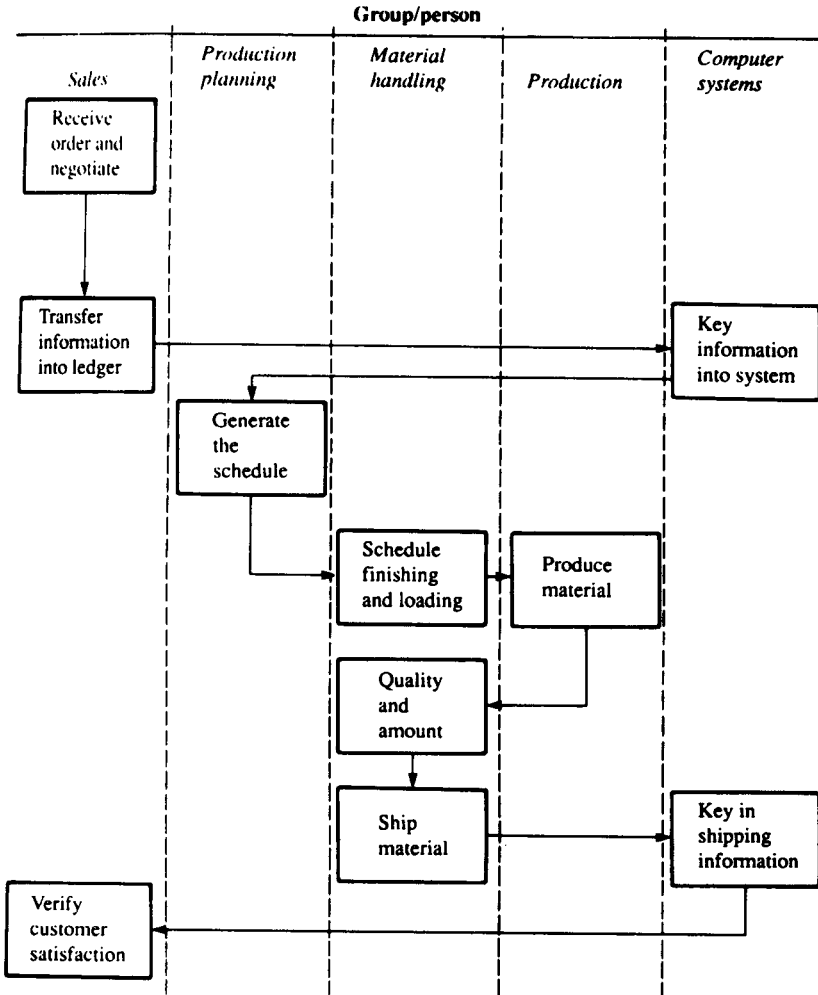 Group/person
Sales
Production
planning
Material
handling
Production
Computer
systems
Receive
order and
negotiate
Transfer
information
into ledger
Key
information
into system
Generate
the
schedule
Schedule
finishing
and loading
Produce
material
Quality
and
amount
Ship
material
Key in
shipping
information
Verify
customer
satisfaction